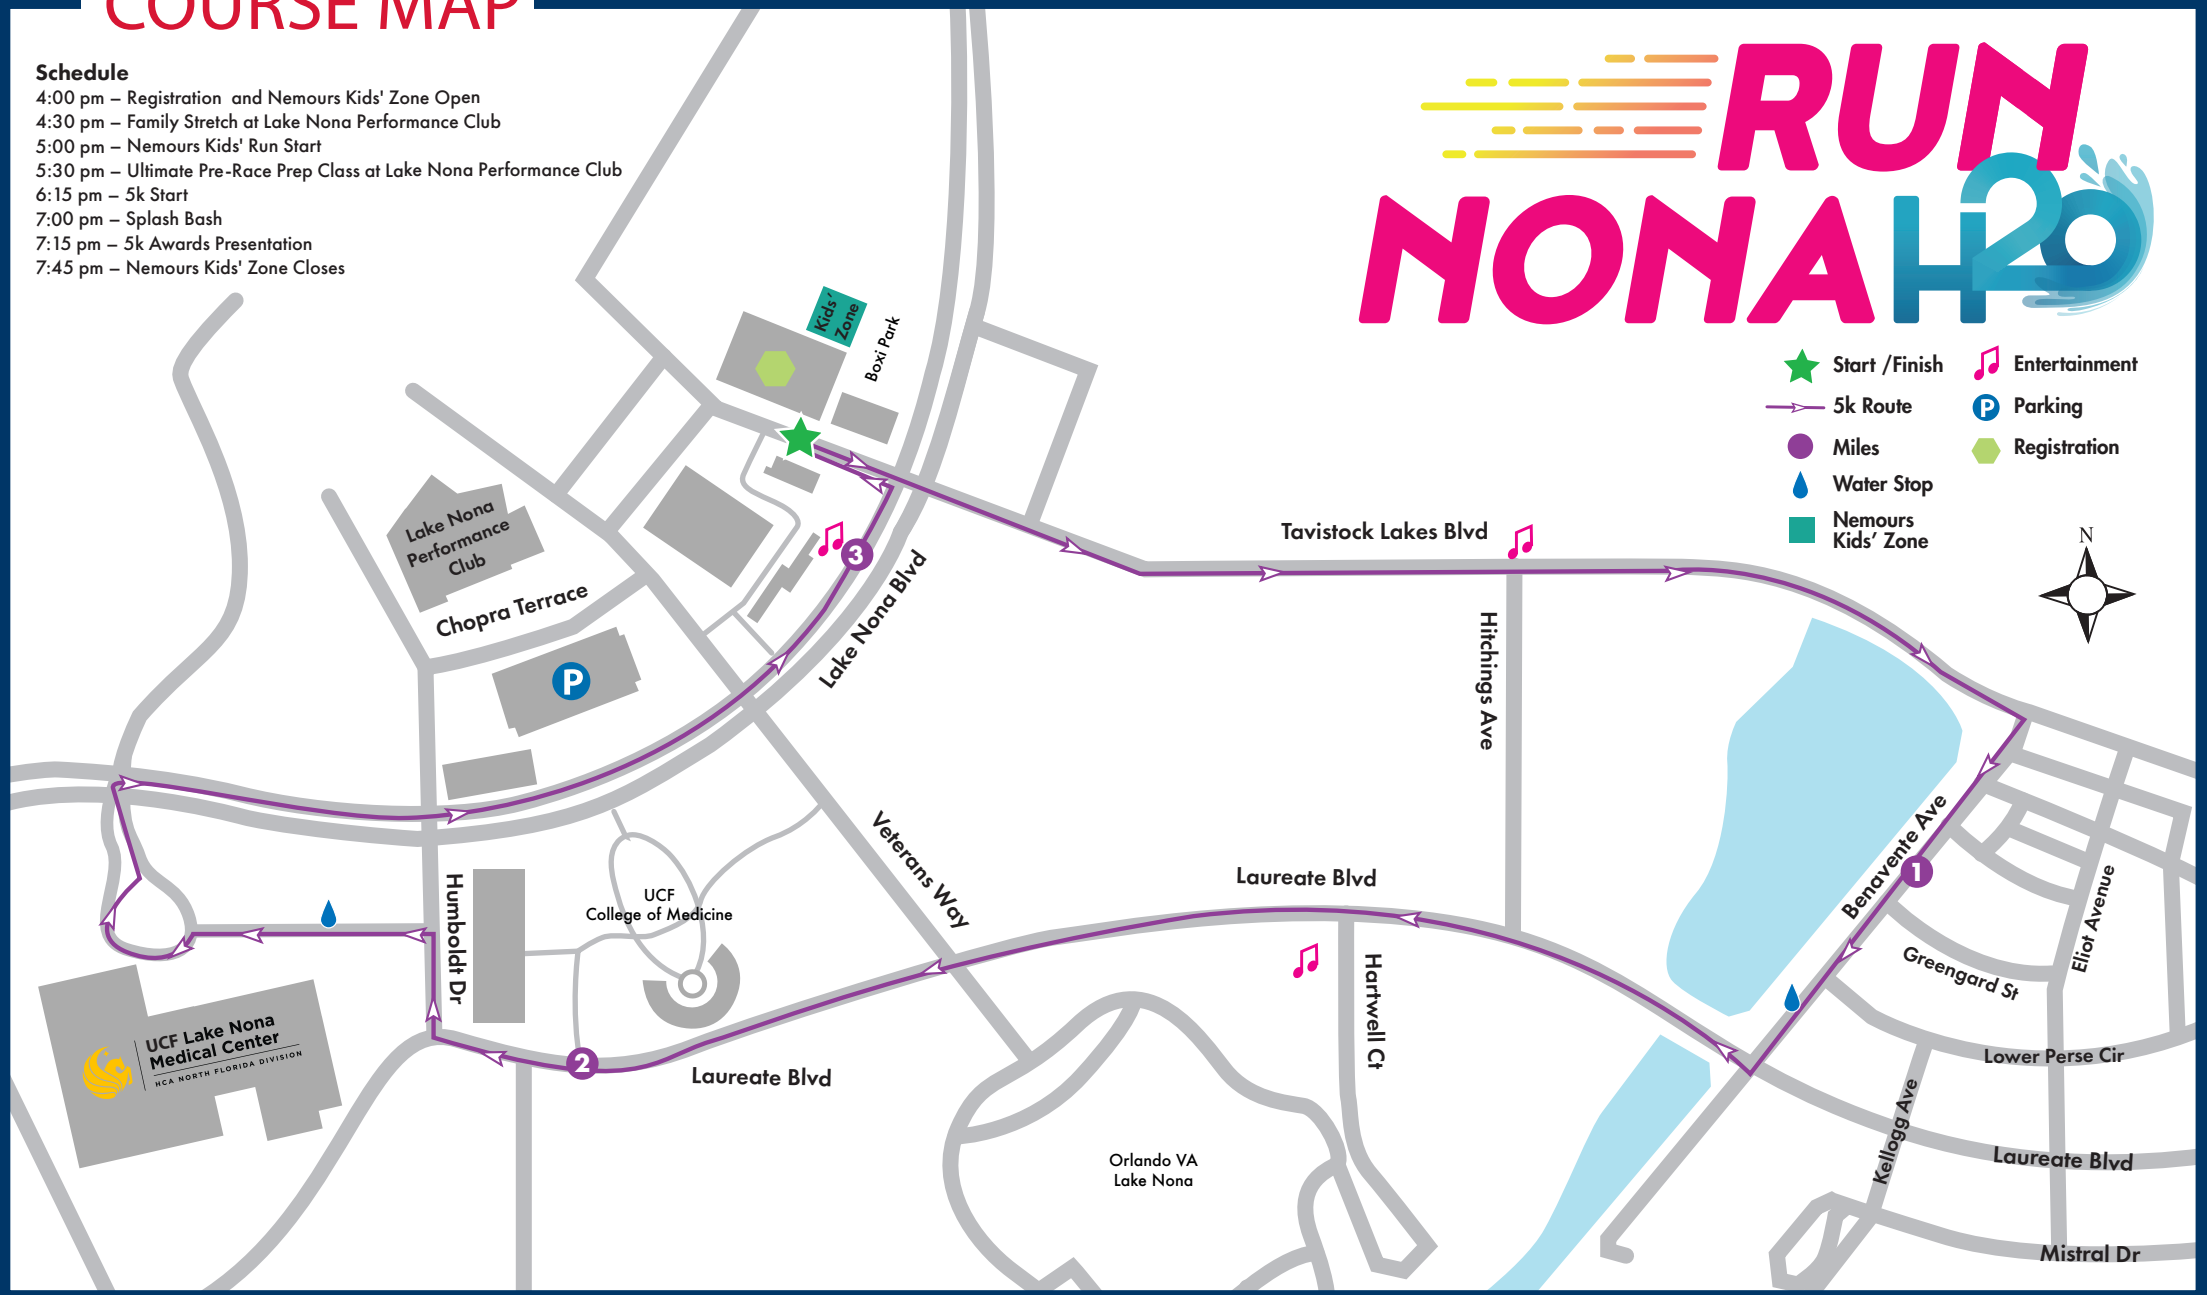 COURSE MAP
Schedule
4:00 pm – Registration and Nemours Kids' Zone Open
4:30 pm – Family Stretch at Lake Nona Performance Club
5:00 pm – Nemours Kids' Run Start
5:30 pm – Ultimate Pre-Race Prep Class at Lake Nona Performance Club
6:15 pm – 5k Start
7:00 pm – Splash Bash
7:15 pm – 5k Awards Presentation
7:45 pm – Nemours Kids' Zone Closes
RUN
NONA H2O
Start /Finish
5k Route
Miles
Water Stop
Nemours
Kids' Zone
Entertainment
P
Parking
Registration
N
Kids'
Zone
Boxi Park
Lake Nona
Performance
Club
Chopra Terrace
P
3
Lake Nona Blvd
Tavistock Lakes Blvd
Hitchings Ave
Benavente Ave
1
Eliot Avenue
Greengard St
Lower Perse Cir
Kellogg Ave
Laureate Blvd
Mistral Dr
Veterans Way
Laureate Blvd
Hartwell Ct
Humboldt Dr
UCF
College of Medicine
2
Laureate Blvd
UCF Lake Nona
Medical Center
HCA NORTH FLORIDA DIVISION
Orlando VA
Lake Nona